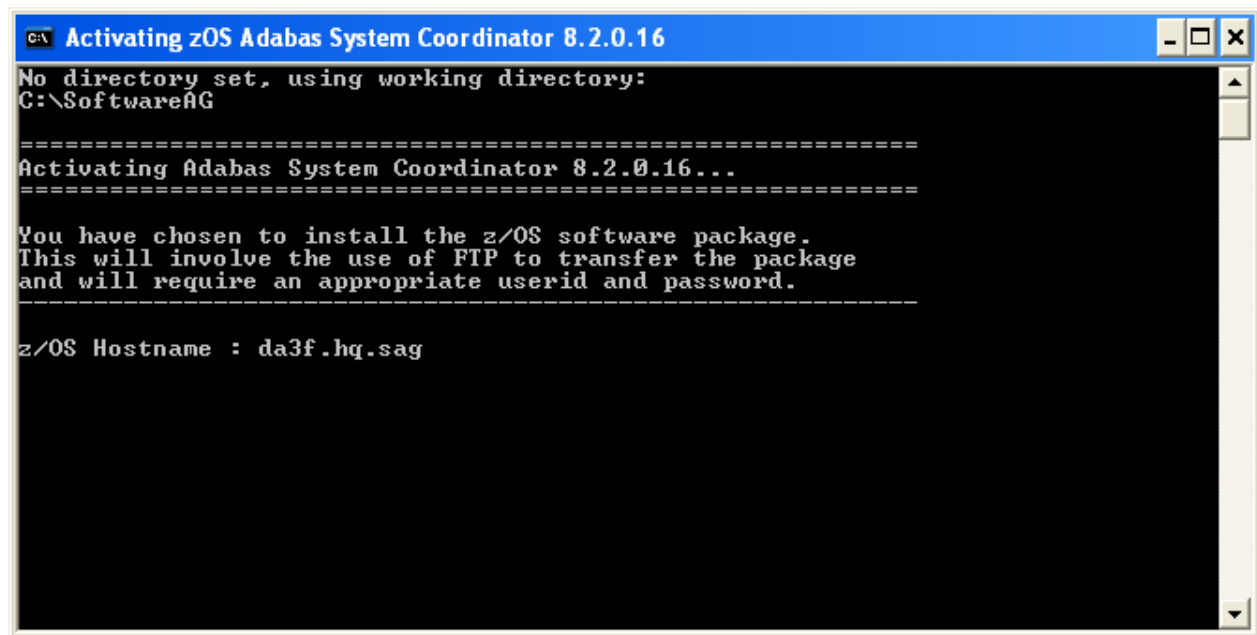 Activating zOS Adabas System Coordinator 8.2.0.16
No directory set, using working directory:
C:\SoftwareAG
============================================================
Activating Adabas System Coordinator 8.2.0.16...
============================================================
You have chosen to install the z/OS software package.
This will involve the use of FTP to transfer the package
and will require an appropriate userid and password.
------------------------------------------------------------
z/OS Hostname : da3f.hq.sag